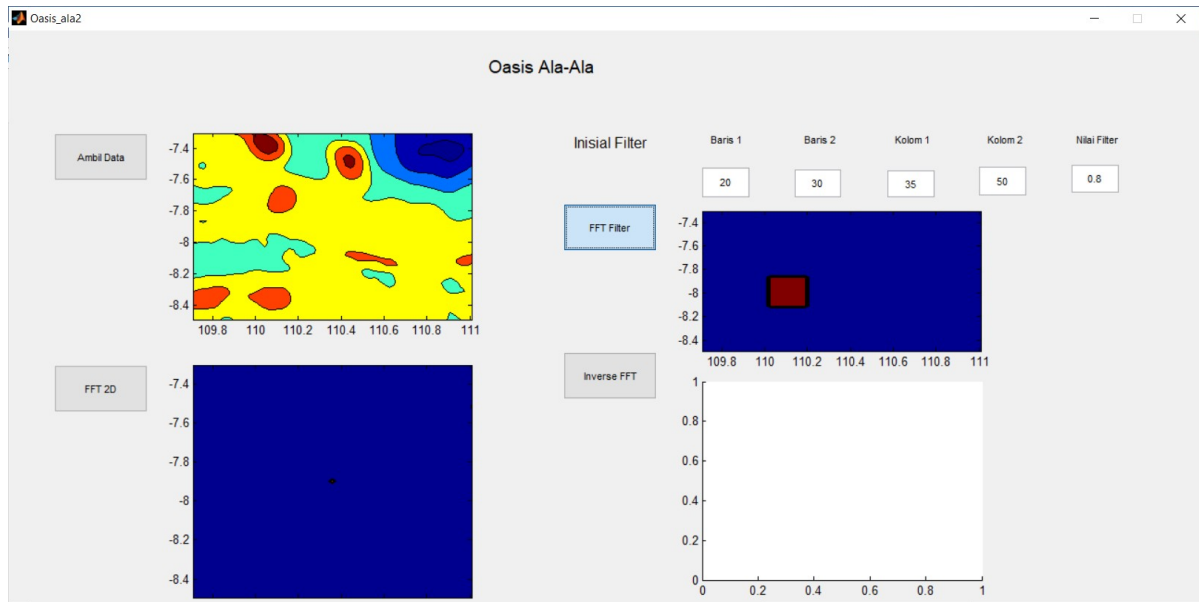 Oasis_ala2
Oasis Ala-Ala
Ambil Data
-7.4
-7.6
-7.8
-8
-8.2
-8.4
109.8 110 110.2 110.4 110.6 110.8 111
FFT 2D
-7.4
-7.6
-7.8
-8
-8.2
-8.4
Inisial Filter
Baris 1 Baris 2 Kolom 1 Kolom 2 Nilai Filter
20 30 35 50 0.8
FFT Filter
-7.4
-7.6
-7.8
-8
-8.2
-8.4
109.8 110 110.2 110.4 110.6 110.8 111
Inverse FFT
1
0.8
0.6
0.4
0.2
0
0 0.2 0.4 0.6 0.8 1